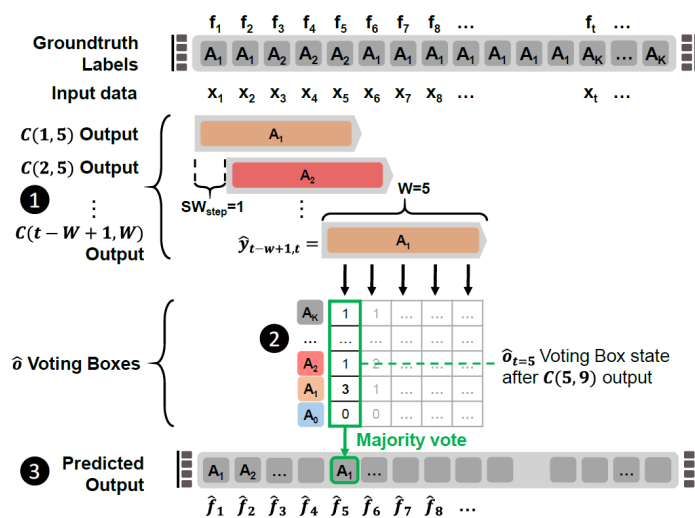 f1 f2 f3 f4 f5 f6 f7 f8 ... ft
Groundtruth Labels
A1 A1 A2 A2 A2 A1 A1 A1 A1 A1 A1 A1 AK ... AK
Input data
x1 x2 x3 x4 x5 x6 x7 x8 ... xt
C(1, 5) Output
A1
C(2, 5) Output
A2
1
SWstep=1
⋮
⋮
W=5
C(t − W + 1, W) Output
ŷt−w+1,t =
A1
2
AK 1 1 ... ... ...
... ... ... ... ... ...
A2 1 2 ... ... ...
A1 3 1 ... ... ...
A0 0 0 ... ... ...
ô Voting Boxes
ôt=5 Voting Box state
after C(5, 9) output
Majority vote
3
Predicted Output
A1 A2 ... A1 ... ...
f̂1 f̂2 f̂3 f̂4 f̂5 f̂6 f̂7 f̂8 ...